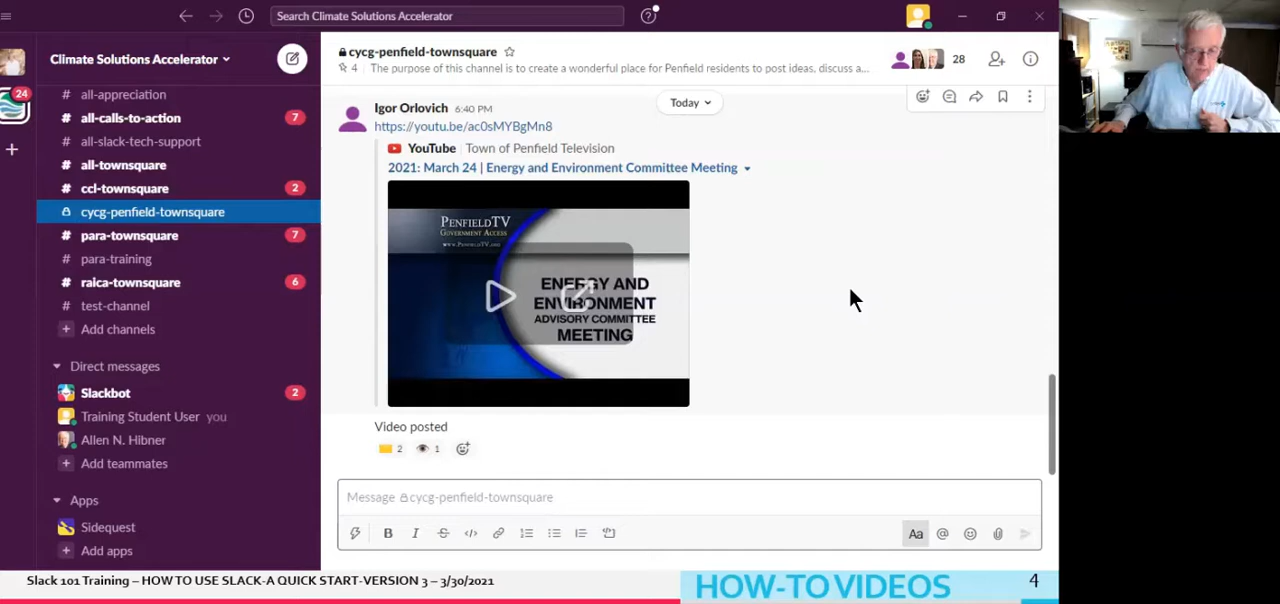 Search Climate Solutions Accelerator
Climate Solutions Accelerator
24
# all-appreciation
# all-calls-to-action 7
# all-slack-tech-support
# all-townsquare
# ccl-townsquare 2
cycg-penfield-townsquare
# para-townsquare 7
# para-training
# raica-townsquare 6
# test-channel
+ Add channels
Direct messages
Slackbot 2
Training Student User you
Allen N. Hibner
+ Add teammates
Apps
Sidequest
+ Add apps
cycg-penfield-townsquare
28
4 | The purpose of this channel is to create a wonderful place for Penfield residents to post ideas, discuss a...
Today
Igor Orlovich 6:40 PM
https://youtu.be/ac0sMYBgMn8
YouTube | Town of Penfield Television
2021: March 24 | Energy and Environment Committee Meeting
PENFIELDTV
GOVERNMENT ACCESS
WWW.PENFIELDTV.ORG
ENERGY AND
ENVIRONMENT
ADVISORY COMMITTEE
MEETING
Video posted
2 1
Message cycg-penfield-townsquare
B I S </> Aa @
Slack 101 Training – HOW TO USE SLACK-A QUICK START-VERSION 3 – 3/30/2021
HOW-TO VIDEOS
4